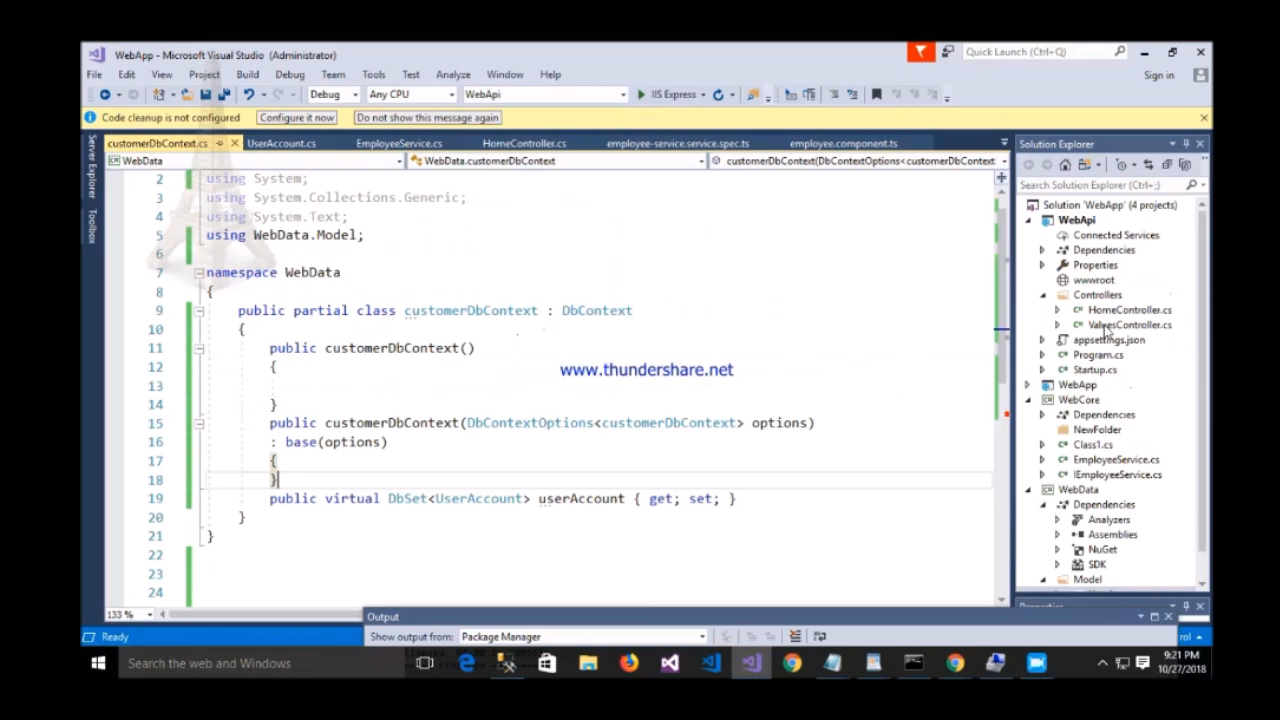 WebApp - Microsoft Visual Studio (Administrator)
Quick Launch (Ctrl+Q)
File Edit View Project Build Debug Team Tools Test Analyze Window Help
Sign in
Debug Any CPU WebApi IIS Express
Code cleanup is not configured Configure it now Do not show this message again
Server Explorer
Toolbox
customerDbContext.cs UserAccount.cs EmployeeService.cs HomeController.cs employee-service.service.spec.ts employee.component.ts
WebData WebData.customerDbContext customerDbContext(DbContextOptions<customerDbContext
2 using System;
3 using System.Collections.Generic;
4 using System.Text;
5 using WebData.Model;
6
7 namespace WebData
8 {
9 public partial class customerDbContext : DbContext
10 {
11 public customerDbContext()
12 {
13
14 }
15 public customerDbContext(DbContextOptions<customerDbContext> options)
16 : base(options)
17 {
18 }
19 public virtual DbSet<UserAccount> userAccount { get; set; }
20 }
21 }
22
23
24
www.thundershare.net
133 %
Solution Explorer
Search Solution Explorer (Ctrl+;)
Solution 'WebApp' (4 projects)
WebApi
Connected Services
Dependencies
Properties
wwwroot
Controllers
HomeController.cs
ValuesController.cs
appsettings.json
Program.cs
Startup.cs
WebApp
WebCore
Dependencies
NewFolder
Class1.cs
EmployeeService.cs
IEmployeeService.cs
WebData
Dependencies
Analyzers
Assemblies
NuGet
SDK
Model
Output
Show output from: Package Manager
Ready
Search the web and Windows
9:21 PM
10/27/2018